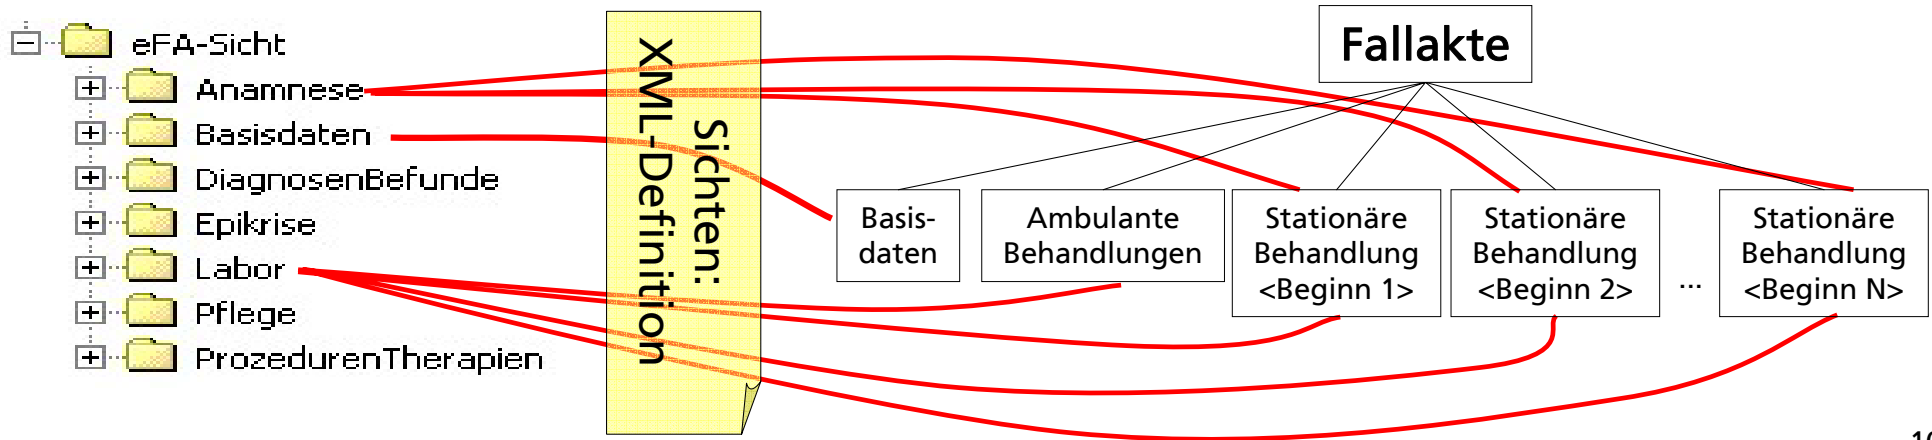 eFA-Sicht
Anamnese
Basisdaten
DiagnosenBefunde
Epikrise
Labor
Pflege
ProzedurenTherapien
Sichten:
XML-Definition
Fallakte
Basis-
daten
Ambulante
Behandlungen
Stationäre
Behandlung
<Beginn 1>
Stationäre
Behandlung
<Beginn 2>
...
Stationäre
Behandlung
<Beginn N>